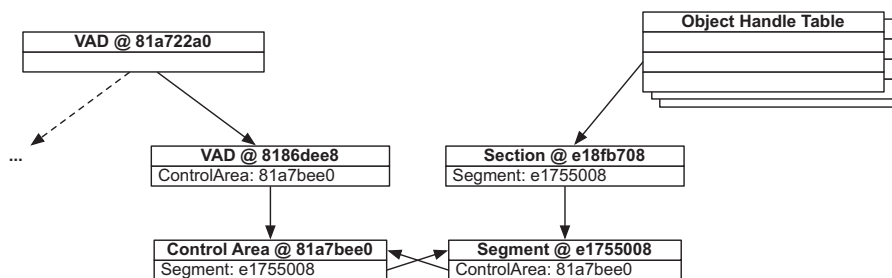 Object Handle Table
VAD @ 81a722a0
...
VAD @ 8186dee8
ControlArea: 81a7bee0
Section @ e18fb708
Segment: e1755008
Control Area @ 81a7bee0
Segment: e1755008
Segment @ e1755008
ControlArea: 81a7bee0